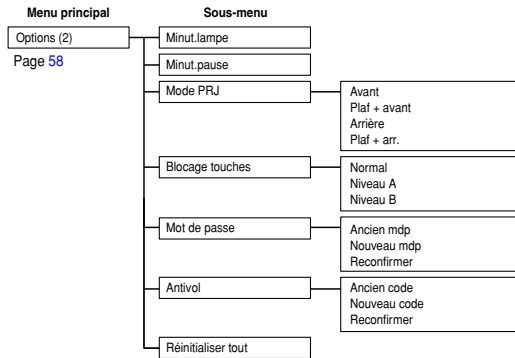 Menu principal
Sous-menu
Options (2)
Page 58
Minut.lampe
Minut.pause
Mode PRJ
Avant
Plaf + avant
Arrière
Plaf + arr.
Blocage touches
Normal
Niveau A
Niveau B
Mot de passe
Ancien mdp
Nouveau mdp
Reconfirmer
Antivol
Ancien code
Nouveau code
Reconfirmer
Réinitialiser tout